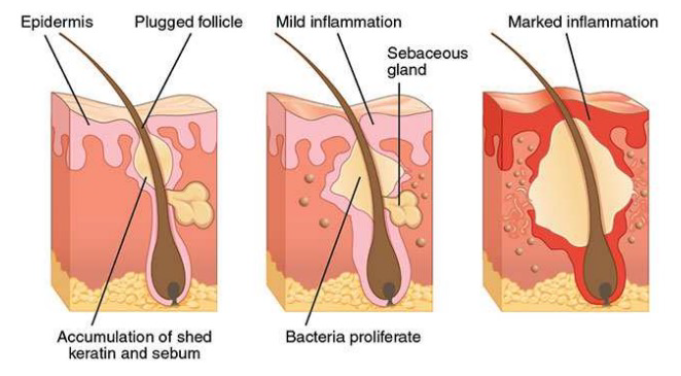 Epidermis
Plugged follicle
Mild inflammation
Marked inflammation
Sebaceous
gland
Accumulation of shed
keratin and sebum
Bacteria proliferate